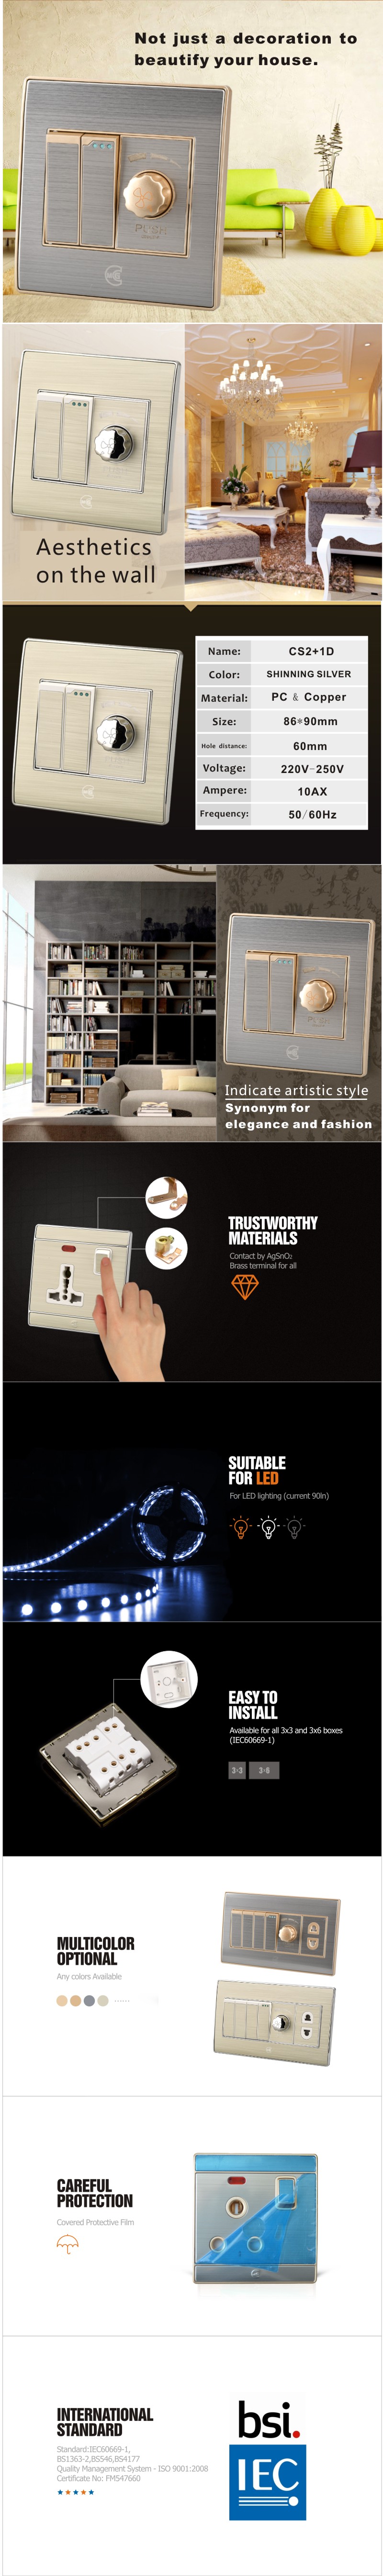 Not just a decoration to
beautify your house.
PUSH
Aesthetics
on the wall
Name: CS2+1D
Color: SHINNING SILVER
Material: PC & Copper
Size: 86*90mm
Hole distance: 60mm
Voltage: 220V-250V
Ampere: 10AX
Frequency: 50/60Hz
PUSH
Indicate artistic style
Synonym for
elegance and fashion
TRUSTWORTHY
MATERIALS
Contact by AgSnO₂
Brass terminal for all
SUITABLE
FOR LED
For LED lighting (current 90ln)
EASY TO
INSTALL
Available for all 3x3 and 3x6 boxes
(IEC60669-1)
3×3 3×6
MULTICOLOR
OPTIONAL
Any colors Available
......
CAREFUL
PROTECTION
Covered Protective Film
INTERNATIONAL
STANDARD
Standard:IEC60669-1,
BS1363-2,BS546,BS4177
Quality Management System - ISO 9001:2008
Certificate No: FM547660
bsi.
IEC